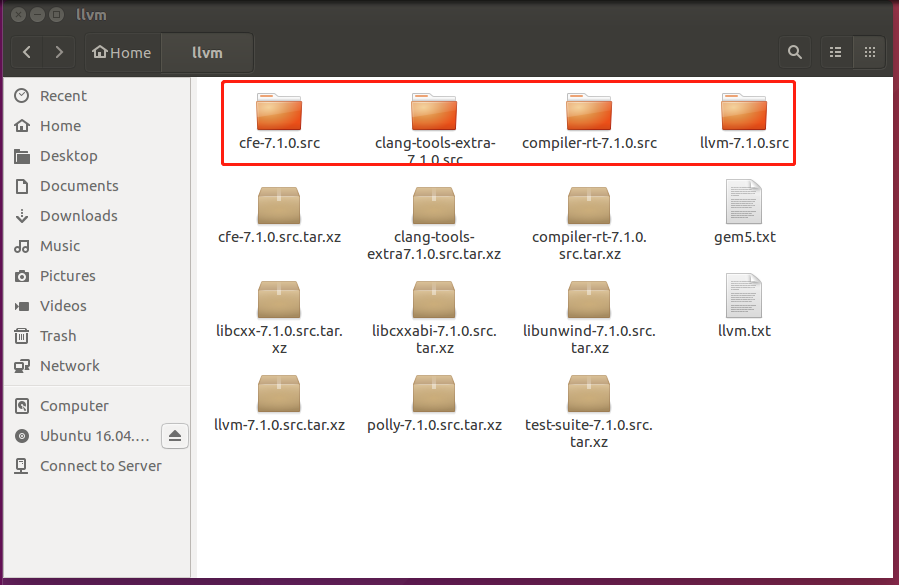 llvm
Home
llvm
Recent
Home
Desktop
Documents
Downloads
Music
Pictures
Videos
Trash
Network
Computer
Ubuntu 16.04.…
Connect to Server
cfe-7.1.0.src
clang-tools-extra-
7.1.0.src
compiler-rt-7.1.0.src
llvm-7.1.0.src
cfe-7.1.0.src.tar.xz
clang-tools-
extra7.1.0.src.tar.xz
compiler-rt-7.1.0.
src.tar.xz
gem5.txt
libcxx-7.1.0.src.tar.
xz
libcxxabi-7.1.0.src.
tar.xz
libunwind-7.1.0.src.
tar.xz
llvm.txt
llvm-7.1.0.src.tar.xz
polly-7.1.0.src.tar.xz
test-suite-7.1.0.src.
tar.xz